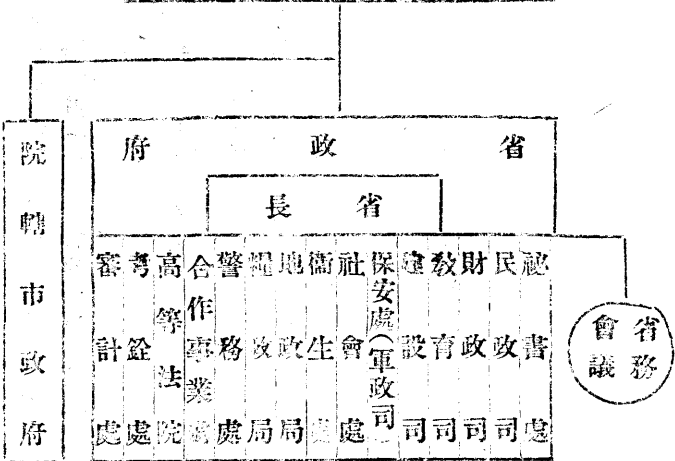 省政府
省長
省務
會議
祕書處
民政司
財政司
教育司
建設司
保安處(軍政司
社會處
衞生處
地政局
糧政局
警務處
合作事業
高等法院
考銓處
審計處
院轄市政府